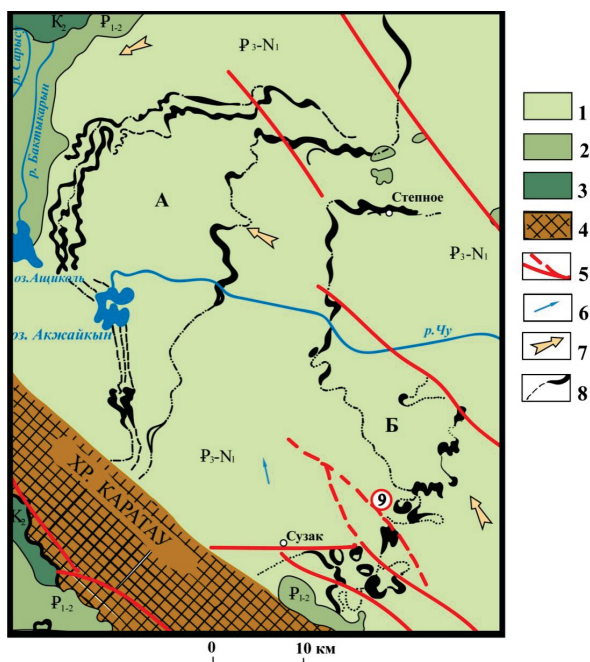 K₂
₽₁₋₂
₽₃-N₁
р. Сарысу
р. Бактыкарын
А
Степное
₽₃-N₁
оз.Ащиколь
оз. Акжайкын
р.Чу
Б
₽₃-N₁
ХР. КАРАТАУ
9
K₂
Сузак
₽₁₋₂
₽₁₋₂
0 10 км
1
2
3
4
5
6
7
8